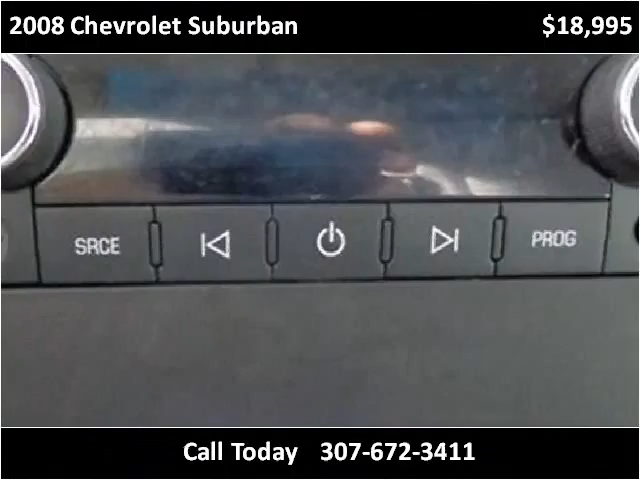 2008 Chevrolet Suburban $18,995
SRCE PROG
Call Today 307-672-3411